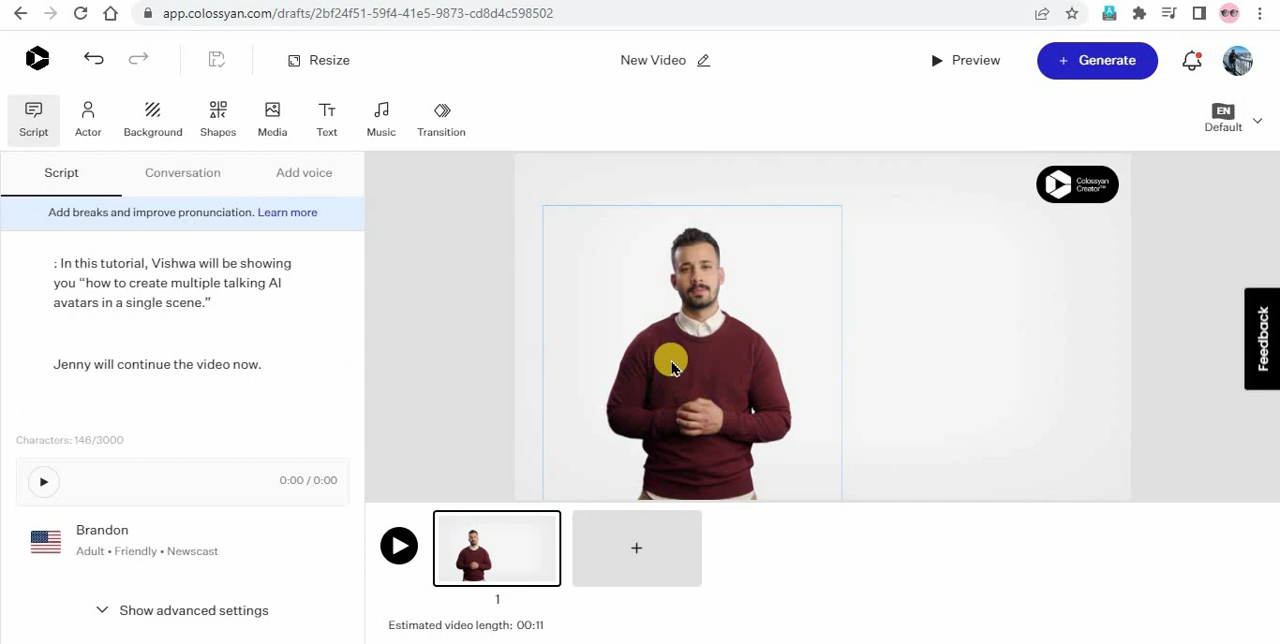 app.colossyan.com/drafts/2bf24f51-59f4-41e5-9873-cd8d4c598502
Resize
New Video
Preview
+ Generate
Script
Actor
Background
Shapes
Media
Text
Music
Transition
EN
Default
Script
Conversation
Add voice
Add breaks and improve pronunciation. Learn more
: In this tutorial, Vishwa will be showing
you “how to create multiple talking AI
avatars in a single scene.”
Jenny will continue the video now.
Characters: 146/3000
0:00 / 0:00
Brandon
Adult • Friendly • Newscast
Show advanced settings
Colossyan
Creator™
Feedback
1
Estimated video length: 00:11